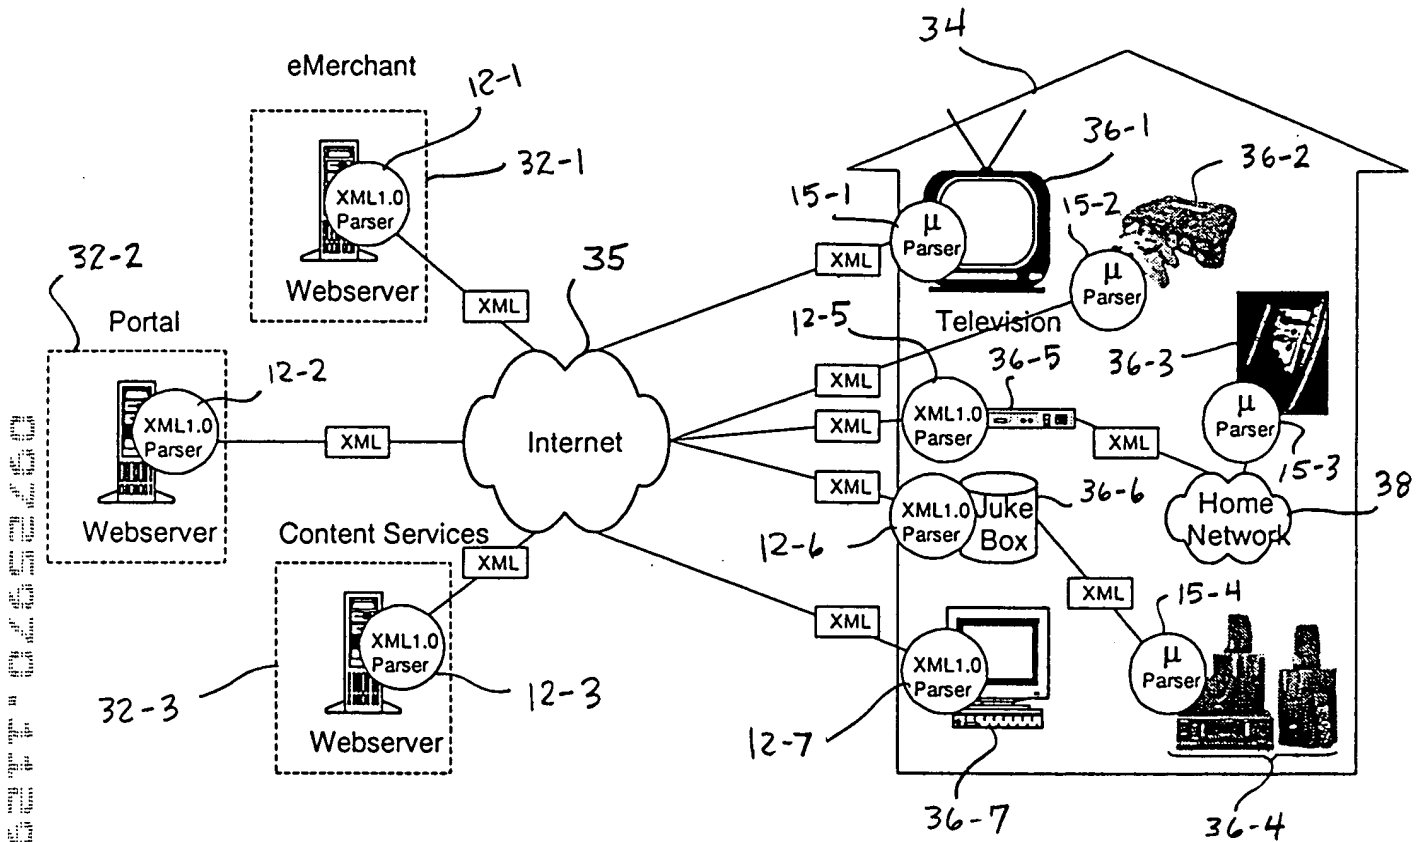 34
eMerchant
12-1
36-1
36-2
32-1
XML1.0
Parser
15-1
15-2
μ
Parser
XML
32-2
35
μ
Parser
Webserver
XML
Portal
12-5
Television
36-5
36-3
12-2
XML
XML1.0
Parser
XML1.0
Parser
XML
XML
μ
Parser
XML
Internet
15-3
XML
36-6
38
Home
Network
Webserver
Content Services
XML1.0
Parser
Juke
Box
12-6
XML
XML
15-4
XML1.0
Parser
XML
μ
Parser
XML1.0
Parser
32-3
12-3
Webserver
12-7
36-7
36-4
09725970.1129